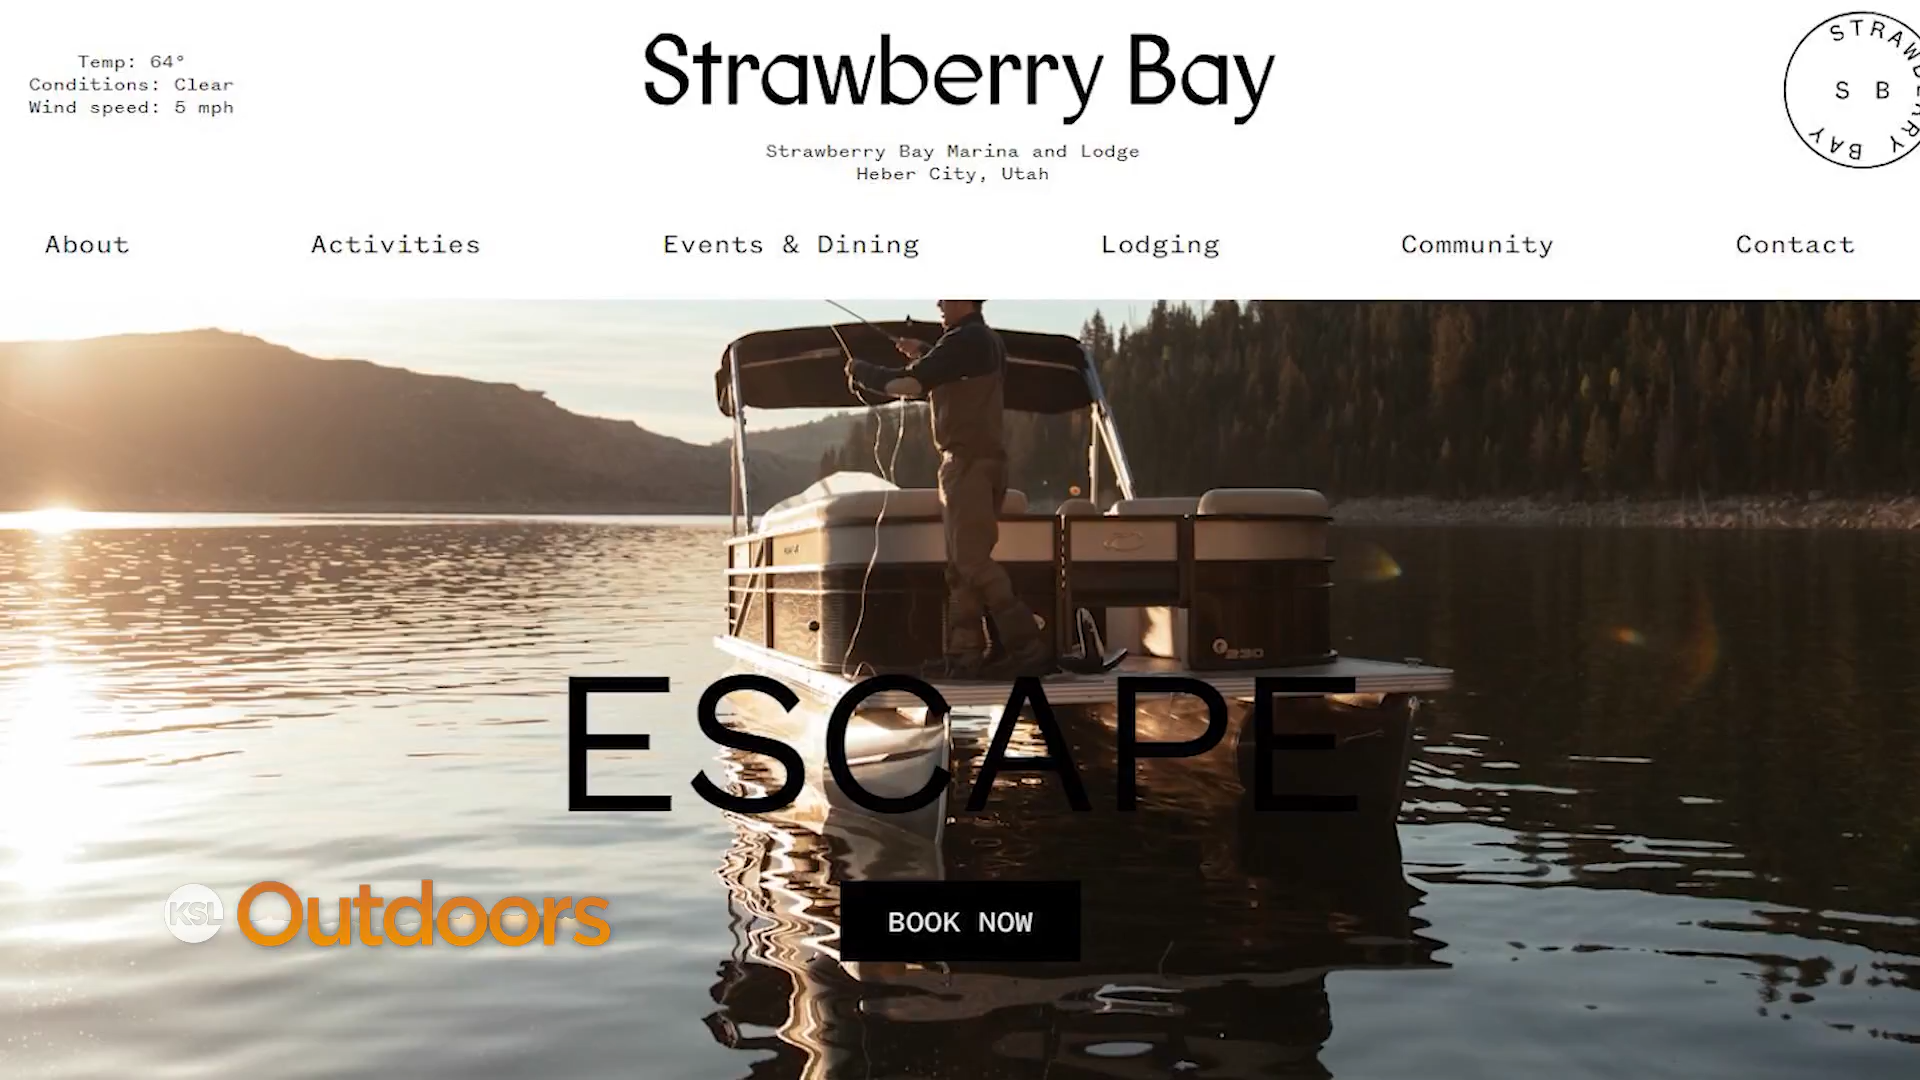 Temp: 64°
Conditions: Clear
Wind speed: 5 mph
Strawberry Bay
Strawberry Bay Marina and Lodge
Heber City, Utah
STRAWBERRY BAY
S B
About
Activities
Events & Dining
Lodging
Community
Contact
230
ESCAPE
KSL Outdoors
BOOK NOW